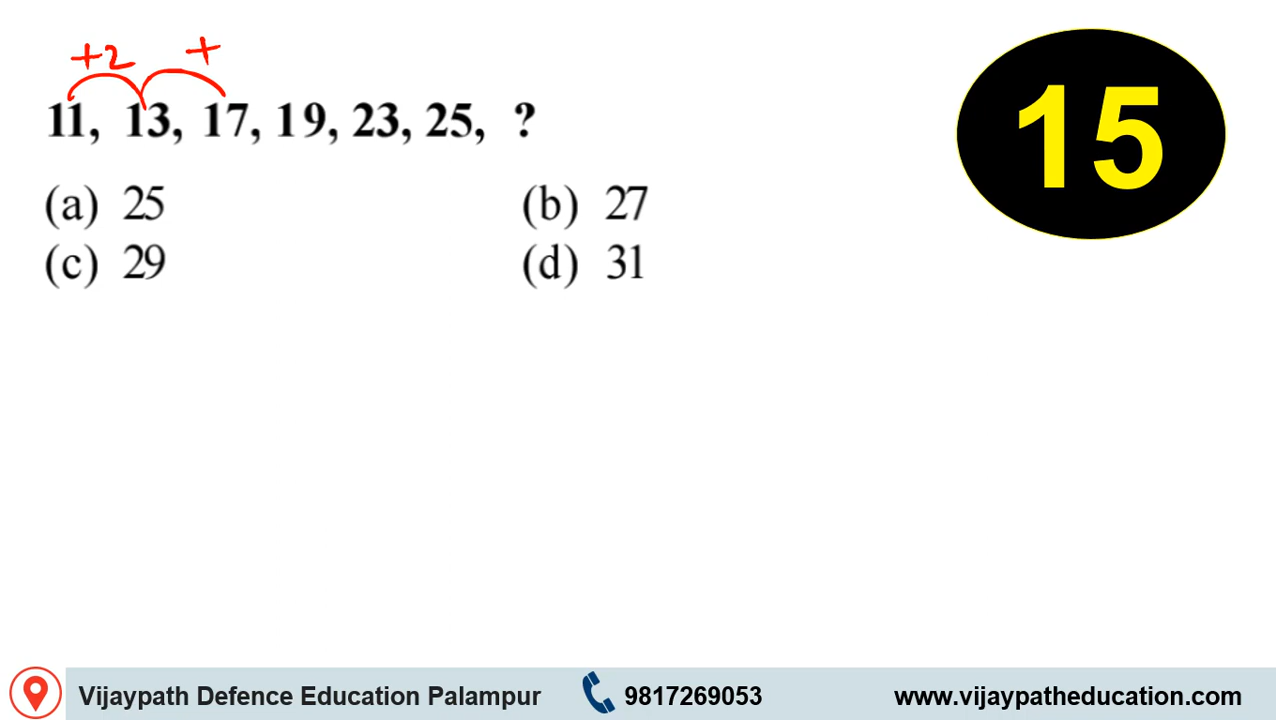 +2 +
11, 13, 17, 19, 23, 25, ?
(a) 25 (b) 27
(c) 29 (d) 31
15
Vijaypath Defence Education Palampur 9817269053 www.vijaypatheducation.com